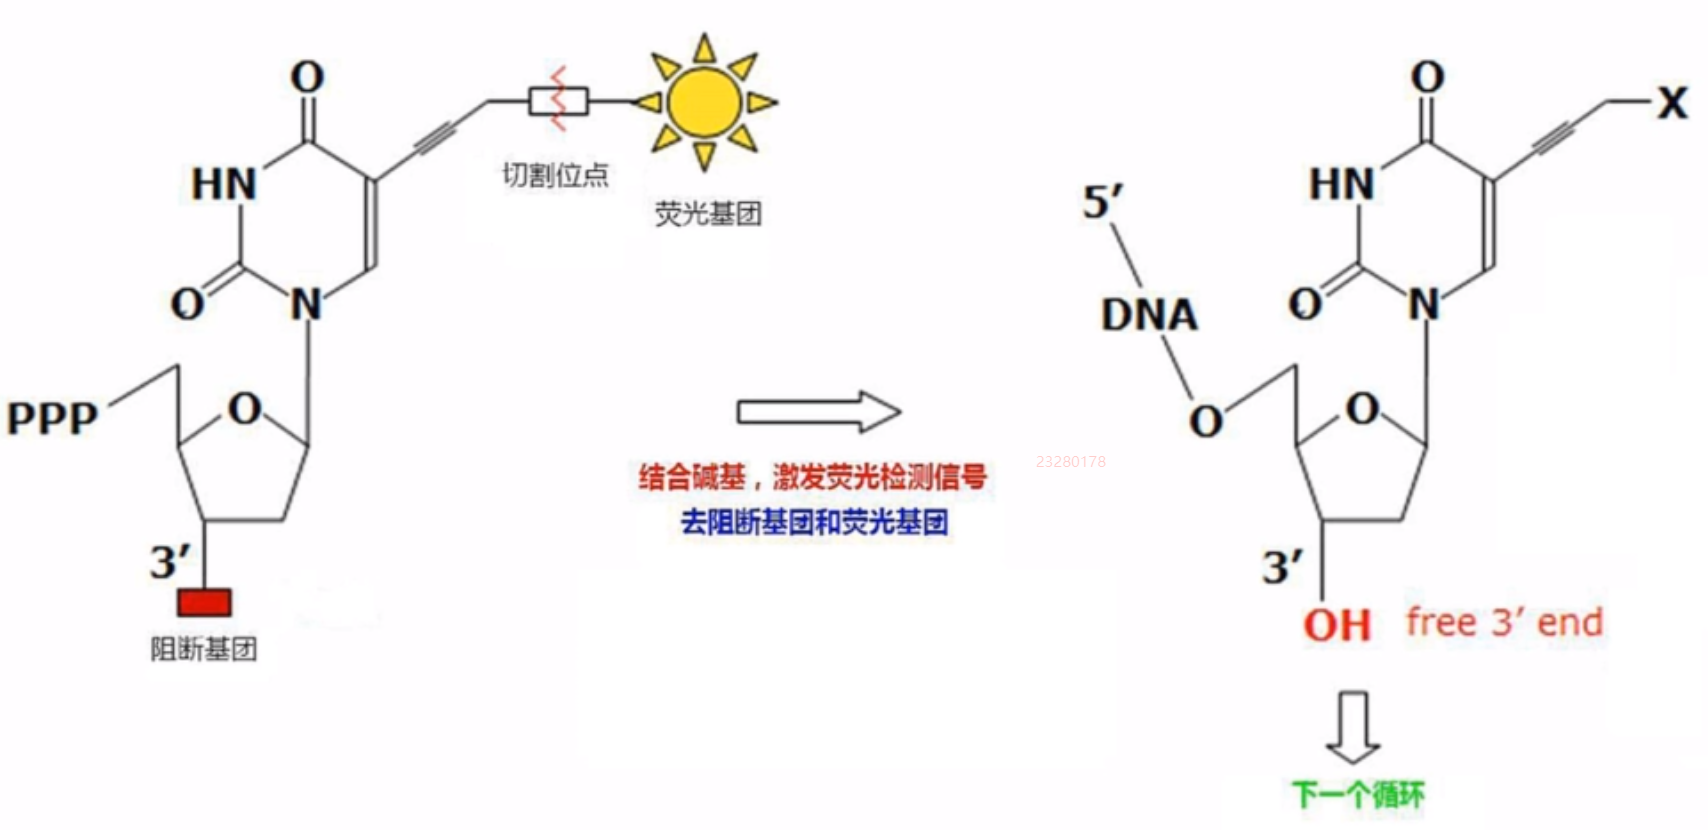 O
HN
O
N
切割位点
荧光基团
PPP
O
3′
阻断基团
结合碱基，激发荧光检测信号
去阻断基团和荧光基团
23280178
O
X
HN
5′
O
N
DNA
O
O
3′
OH free 3′ end
下一个循环